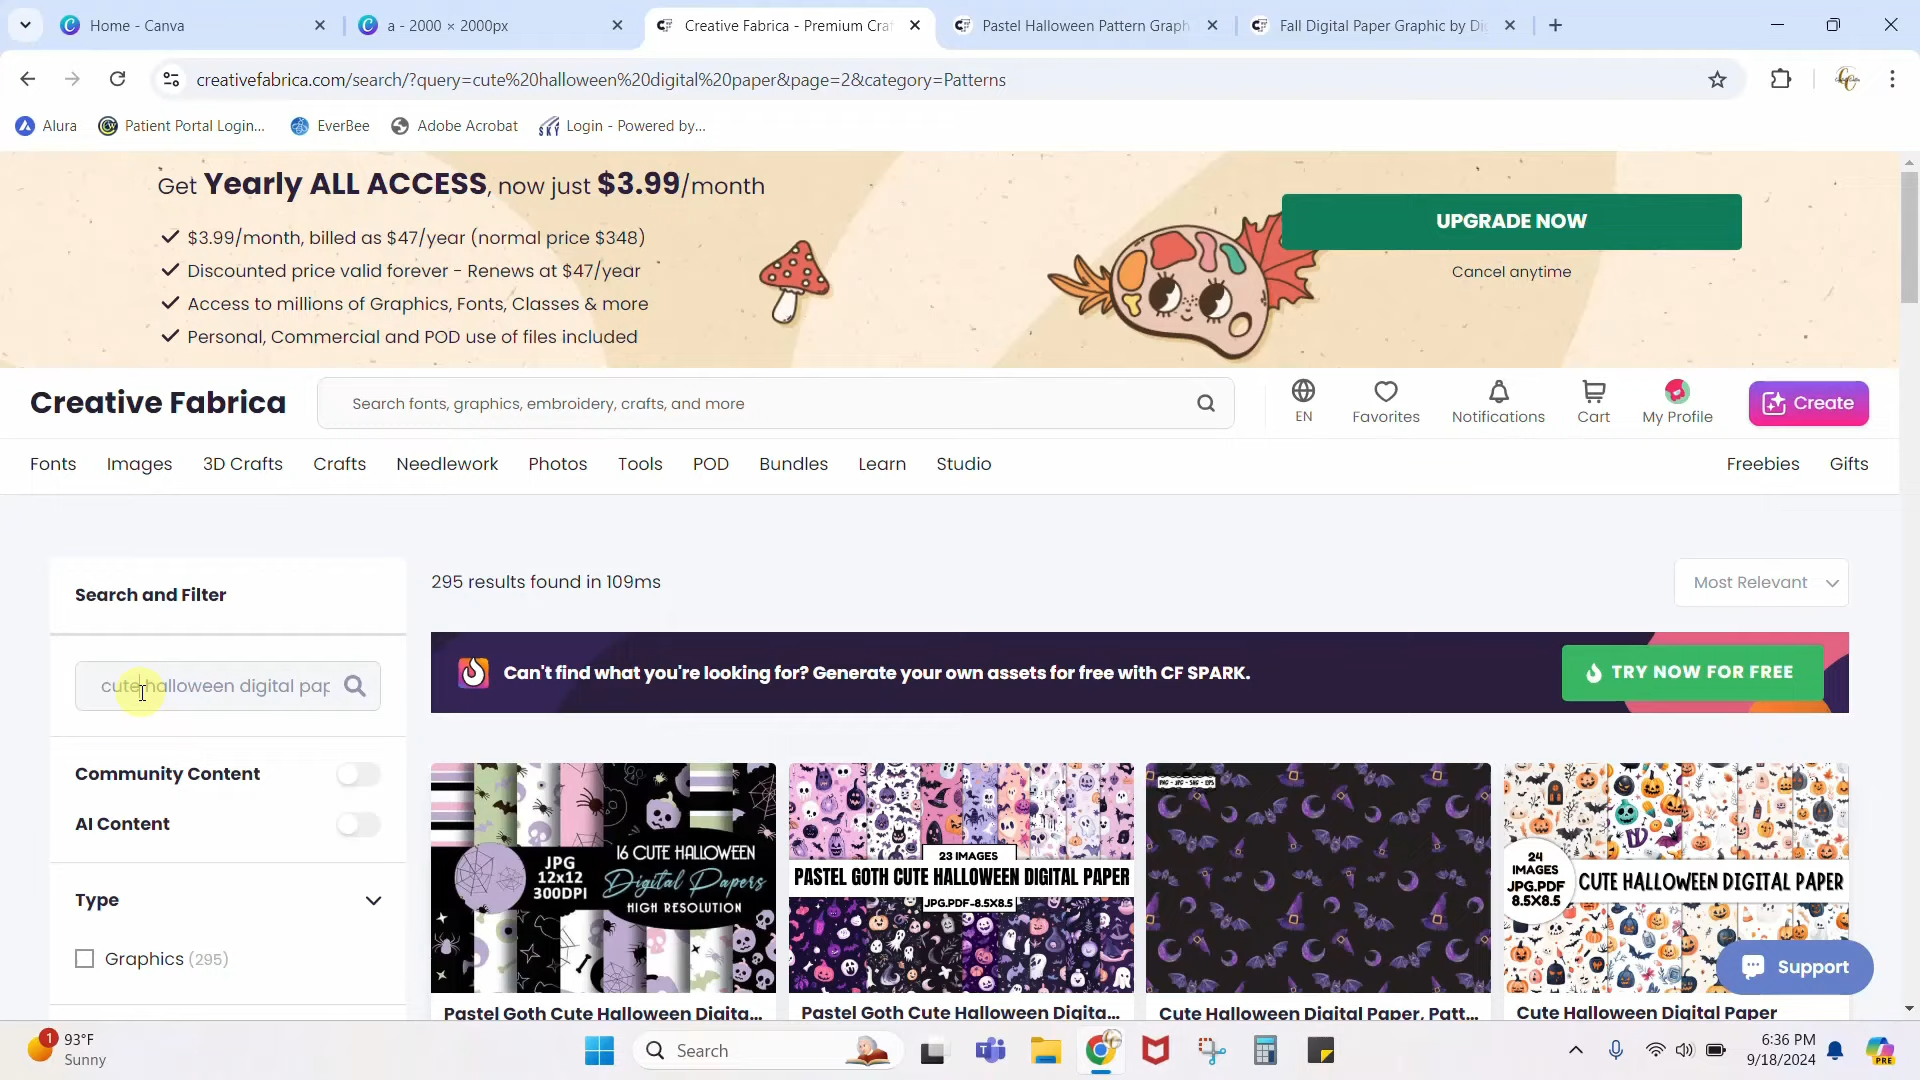 Home - Canva
a - 2000 × 2000px
Creative Fabrica - Premium Cra
Pastel Halloween Pattern Graph
Fall Digital Paper Graphic by Di
creativefabrica.com/search/?query=cute%20halloween%20digital%20paper&page=2&category=Patterns
Alura
Patient Portal Login...
EverBee
Adobe Acrobat
Login - Powered by...
Get Yearly ALL ACCESS, now just $3.99/month
$3.99/month, billed as $47/year (normal price $348)
Discounted price valid forever - Renews at $47/year
Access to millions of Graphics, Fonts, Classes & more
Personal, Commercial and POD use of files included
UPGRADE NOW
Cancel anytime
Creative Fabrica
Search fonts, graphics, embroidery, crafts, and more
EN
Favorites
Notifications
Cart
My Profile
Create
Fonts
Images
3D Crafts
Crafts
Needlework
Photos
Tools
POD
Bundles
Learn
Studio
Freebies
Gifts
Search and Filter
295 results found in 109ms
Most Relevant
cute halloween digital pap
Can't find what you're looking for? Generate your own assets for free with CF SPARK.
TRY NOW FOR FREE
Community Content
AI Content
Type
Graphics (295)
JPG
12x12
300DPI
16 CUTE HALLOWEEN
Digital Papers
HIGH RESOLUTION
23 IMAGES
PASTEL GOTH CUTE HALLOWEEN DIGITAL PAPER
JPG.PDF-8.5X8.5
PNG - JPG - SVG - EPS
24
IMAGES
JPG.PDF
8.5X8.5
CUTE HALLOWEEN DIGITAL PAPER
Pastel Goth Cute Halloween Digita...
Pastel Goth Cute Halloween Digita...
Cute Halloween Digital Paper, Patt...
Cute Halloween Digital Paper
Support
1
93°F
Sunny
Search
6:36 PM
9/18/2024
PRE